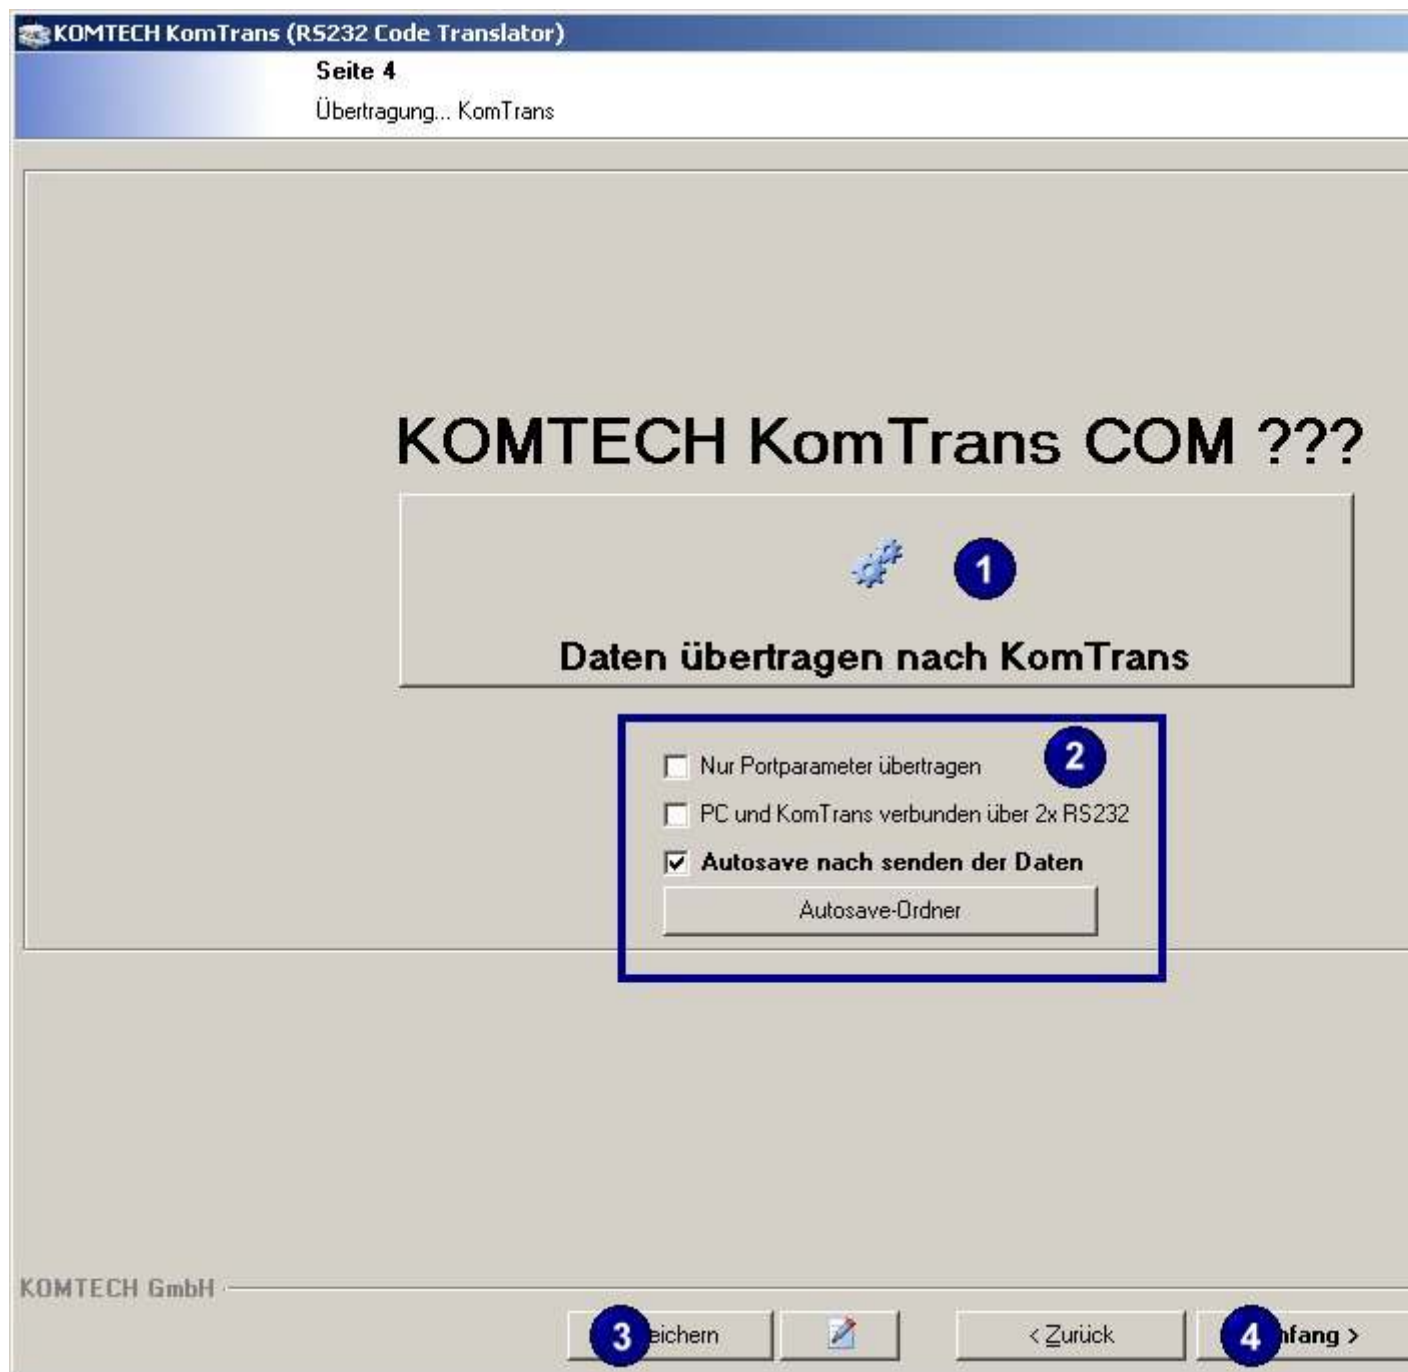 KOMTECH KomTrans (RS232 Code Translator)
Seite 4
Übertragung... KomTrans
KOMTECH KomTrans COM ???
1
Daten übertragen nach KomTrans
2
Nur Portparameter übertragen
PC und KomTrans verbunden über 2x RS232
Autosave nach senden der Daten
Autosave-Ordner
KOMTECH GmbH
3 eichern
< Zurück
4 nfang >